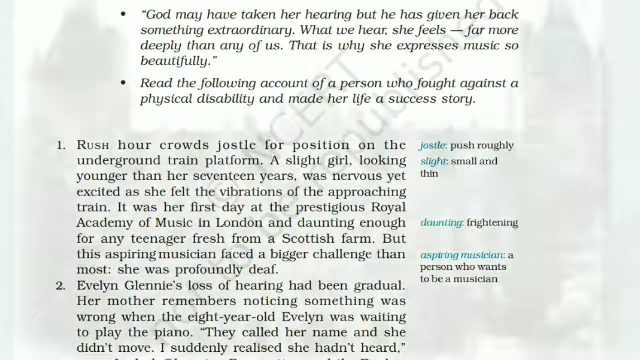 • "God may have taken her hearing but he has given her back
something extraordinary. What we hear, she feels — far more
deeply than any of us. That is why she expresses music so
beautifully."
• Read the following account of a person who fought against a
physical disability and made her life a success story.
1. RUSH hour crowds jostle for position on the
underground train platform. A slight girl, looking
younger than her seventeen years, was nervous yet
excited as she felt the vibrations of the approaching
train. It was her first day at the prestigious Royal
Academy of Music in London and daunting enough
for any teenager fresh from a Scottish farm. But
this aspiring musician faced a bigger challenge than
most: she was profoundly deaf.
jostle: push roughly
slight: small and
thin
daunting: frightening
aspiring musician: a
person who wants
to be a musician
2. Evelyn Glennie's loss of hearing had been gradual.
Her mother remembers noticing something was
wrong when the eight-year-old Evelyn was waiting
to play the piano. "They called her name and she
didn't move. I suddenly realised she hadn't heard,"